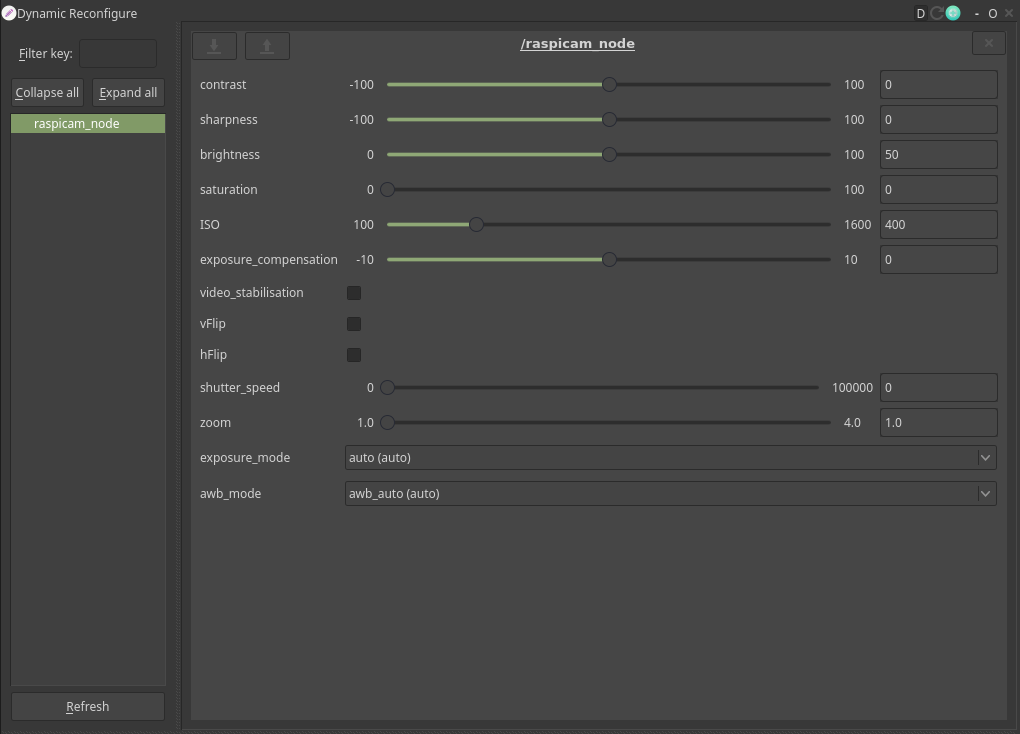 Dynamic Reconfigure D - O ×
Filter key:
Collapse all Expand all
raspicam_node
Refresh
/raspicam_node ×
contrast -100 100 0
sharpness -100 100 0
brightness 0 100 50
saturation 0 100 0
ISO 100 1600 400
exposure_compensation -10 10 0
video_stabilisation
vFlip
hFlip
shutter_speed 0 100000 0
zoom 1.0 4.0 1.0
exposure_mode auto (auto)
awb_mode awb_auto (auto)